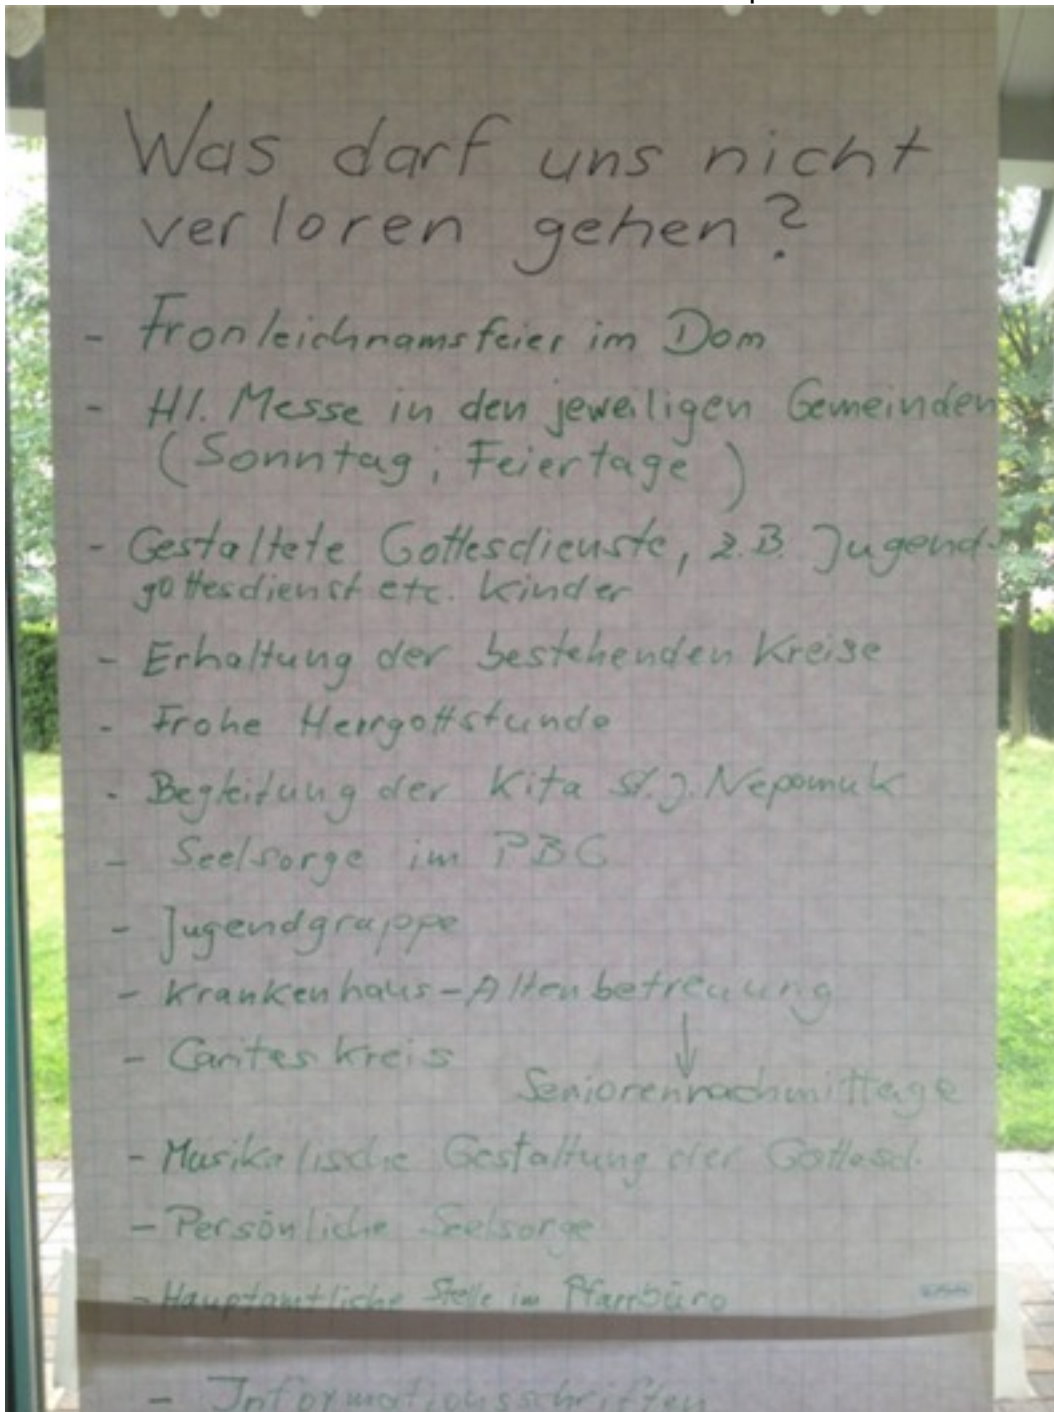 Was darf uns nicht
verloren gehen?
- Fronleichnamsfeier im Dom
- Hl. Messe in den jeweiligen Gemeinden
(Sonntag; Feiertage)
- Gestaltete Gottesdienste, z.B. Jugend-
gottesdienst etc. Kinder
- Erhaltung der bestehenden Kreise
- Frohe Herrgottstunde
- Begleitung der Kita St. J. Nepomuk
- Seelsorge im PBC
- Jugendgruppe
- Krankenhaus-Altenbetreuung
- Caritaskreis
↓
Seniorennachmittage
- Musikalische Gestaltung der Gottesd.
- Persönliche Seelsorge
- Hauptamtliche Stelle im Pfarrbüro
- Informationsschriften